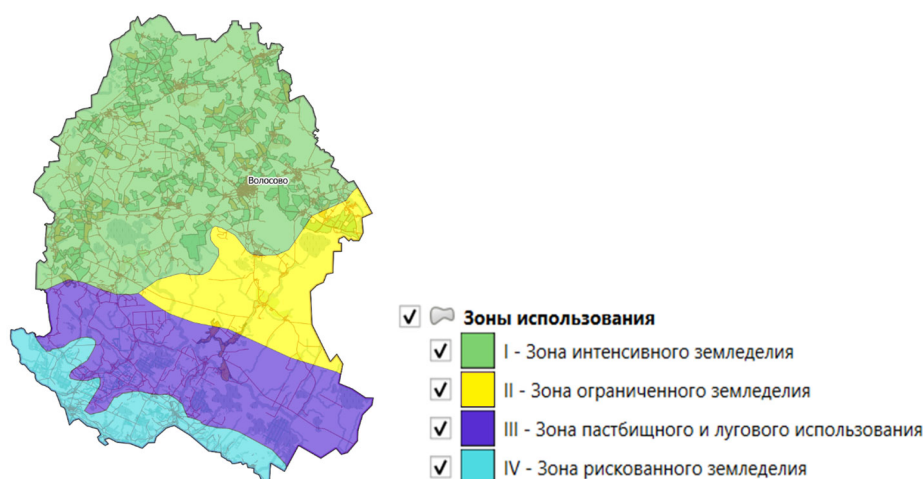 Волосово
Зоны использования
I - Зона интенсивного земледелия
II - Зона ограниченного земледелия
III - Зона пастбищного и лугового использования
IV - Зона рискованного земледелия